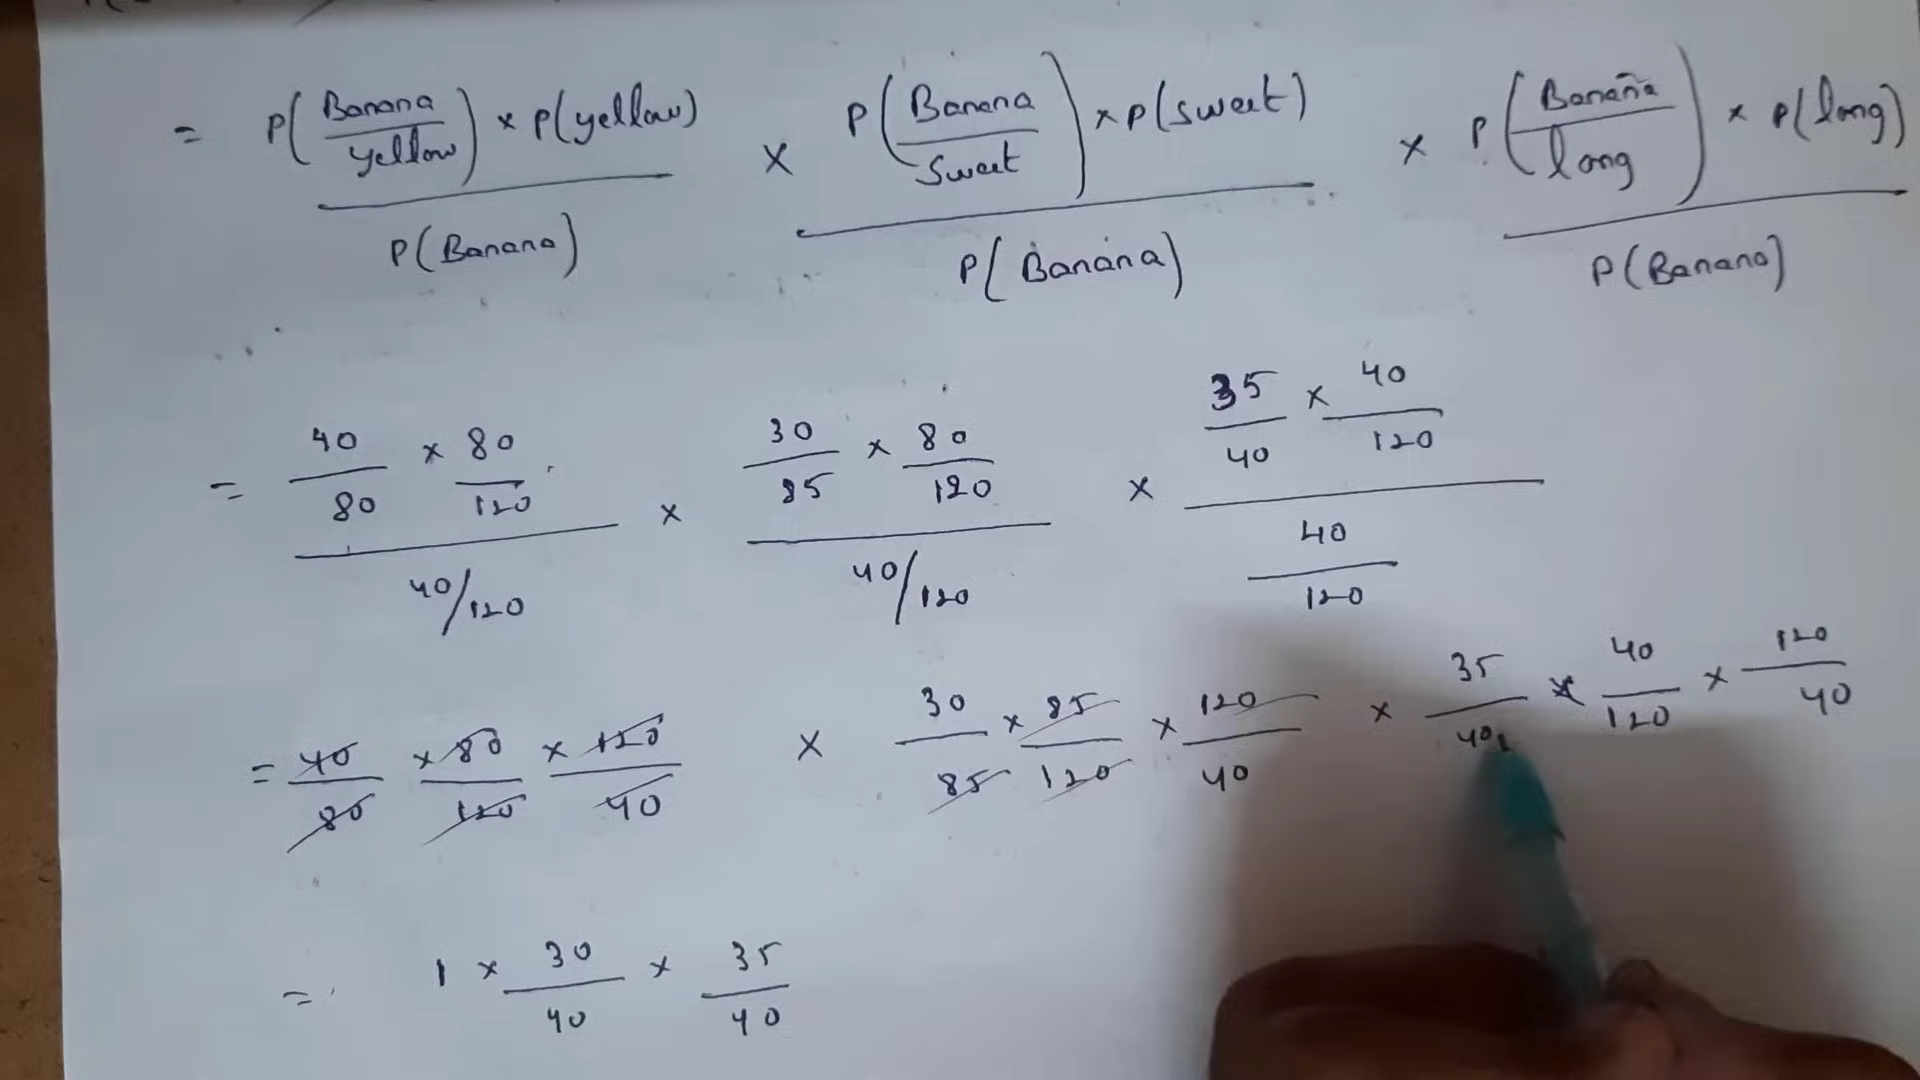 = P(Banana/yellow) × P(yellow) / P(Banana) × P(Banana/Sweet) × P(sweet) / P(Banana) × P(Banana/long) × P(long) / P(Banana)
= 40/80 × 80/120 / 40/120 × 30/85 × 80/120 / 40/120 × 35/40 × 40/120 / 40/120
= 40/80 × 80/120 × 120/40 × 30/85 × 85/120 × 120/40 × 35/40 × 40/120 × 120/40
= 1 × 30/40 × 35/40